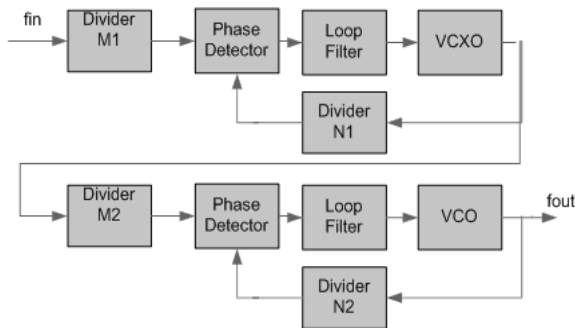 fin
Divider
M1
Phase
Detector
Loop
Filter
VCXO
Divider
N1
Divider
M2
Phase
Detector
Loop
Filter
VCO
fout
Divider
N2